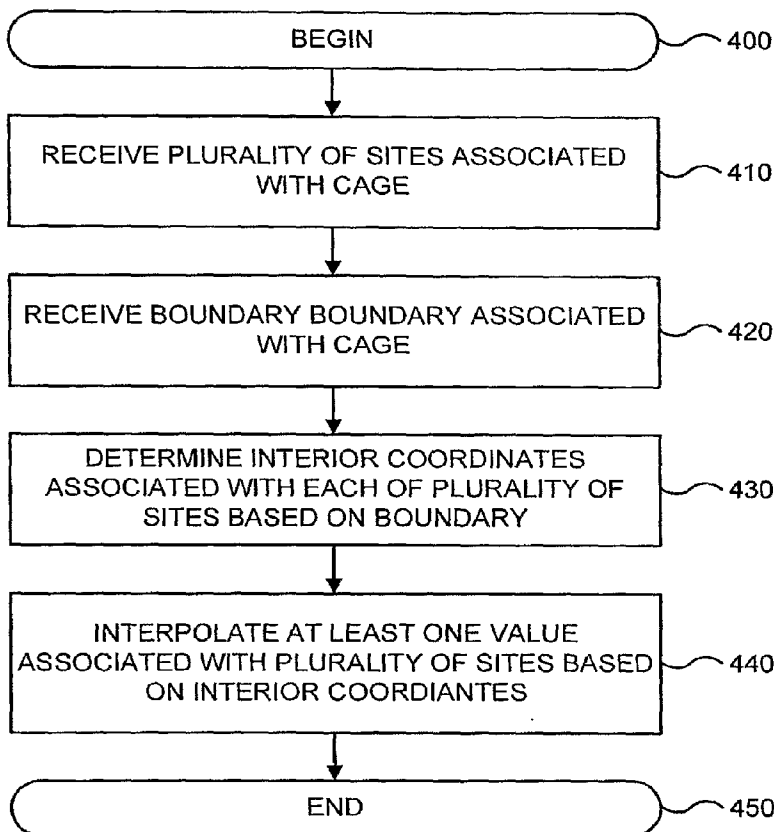 BEGIN
400
RECEIVE PLURALITY OF SITES ASSOCIATED
WITH CAGE
410
RECEIVE BOUNDARY BOUNDARY ASSOCIATED
WITH CAGE
420
DETERMINE INTERIOR COORDINATES
ASSOCIATED WITH EACH OF PLURALITY OF
SITES BASED ON BOUNDARY
430
INTERPOLATE AT LEAST ONE VALUE
ASSOCIATED WITH PLURALITY OF SITES BASED
ON INTERIOR COORDIANTES
440
END
450